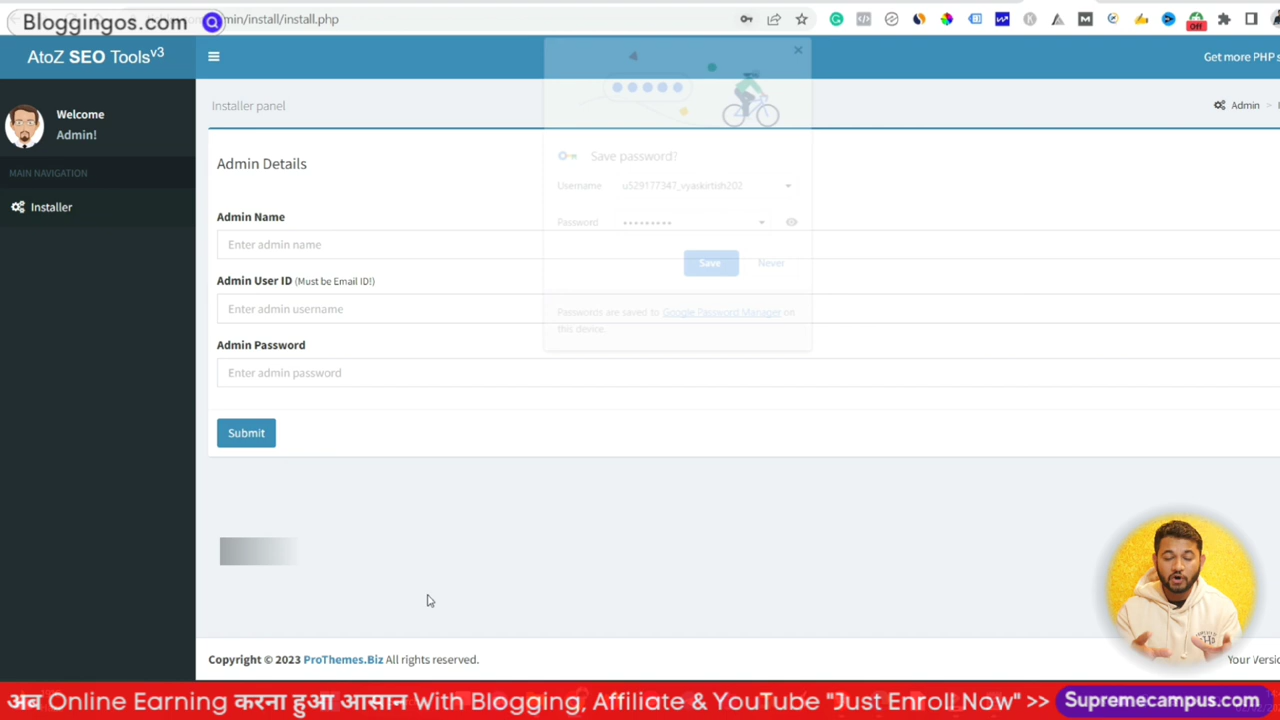 Bloggingos.com
min/install/install.php
Off
AtoZ SEO Tools v3
Get more PHP s
Welcome
Admin!
MAIN NAVIGATION
Installer
Installer panel
Admin >
Admin Details
Save password?
Username u529177347_vyaskirtish202
Password •••••••••
Save Never
Passwords are saved to Google Password Manager on
this device.
Admin Name
Enter admin name
Admin User ID (Must be Email ID!)
Enter admin username
Admin Password
Enter admin password
Submit
Copyright © 2023 ProThemes.Biz All rights reserved.
Your Versio
अब Online Earning करना हुआ आसान With Blogging, Affiliate & YouTube "Just Enroll Now" >> Supremecampus.com